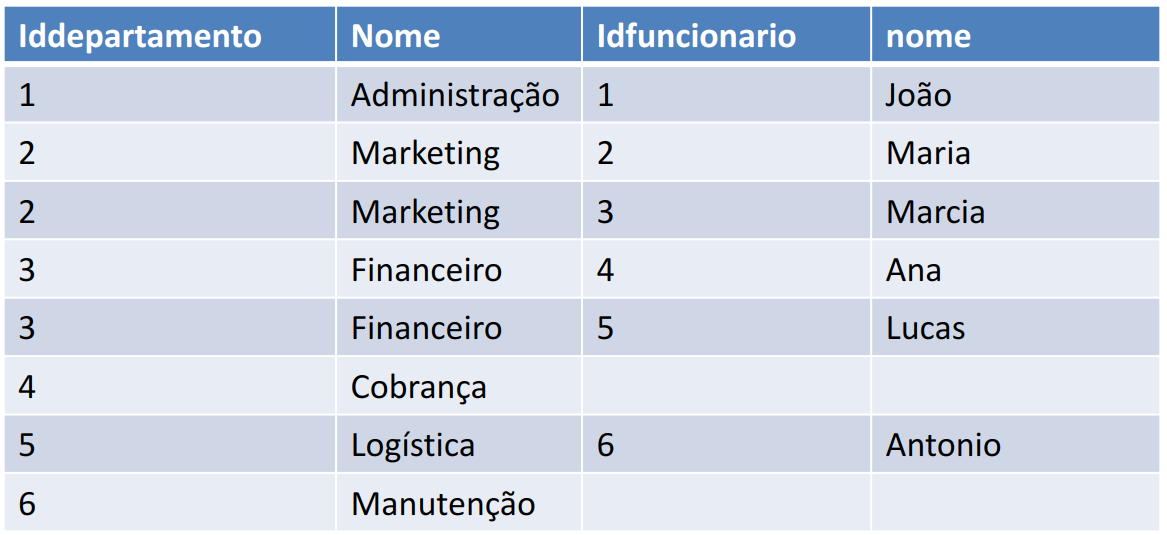 Iddepartamento Nome Idfuncionario nome
1 Administração 1 João
2 Marketing 2 Maria
2 Marketing 3 Marcia
3 Financeiro 4 Ana
3 Financeiro 5 Lucas
4 Cobrança
5 Logística 6 Antonio
6 Manutenção